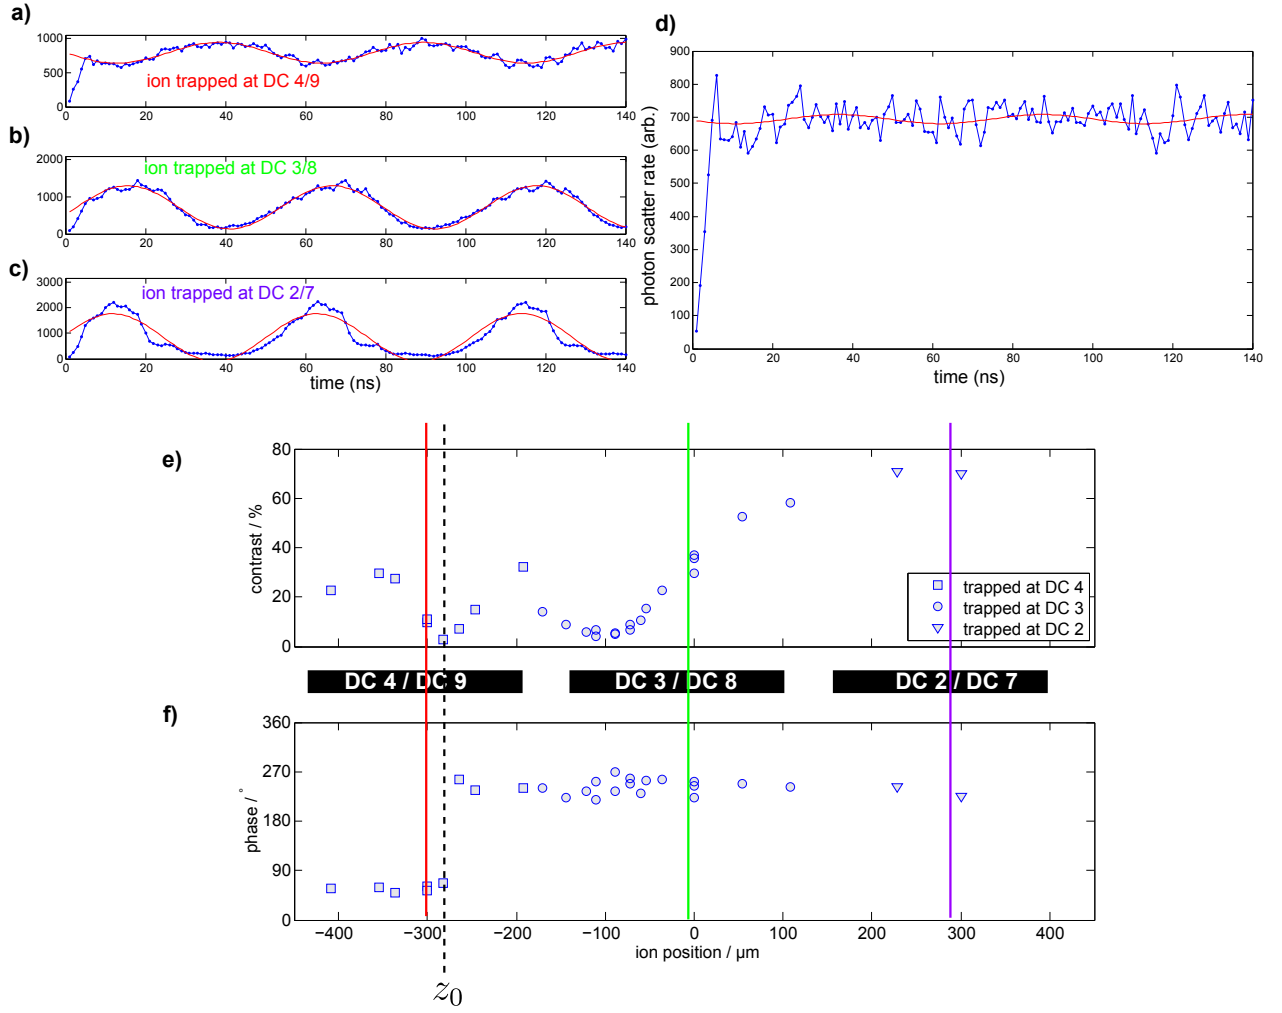 a)
1000
500
0
ion trapped at DC 4/9
0 20 40 60 80 100 120 140
b)
2000
1000
0
ion trapped at DC 3/8
0 20 40 60 80 100 120 140
c)
3000
2000
1000
0
ion trapped at DC 2/7
0 20 40 60 80 100 120 140
time (ns)
d)
photon scatter rate (arb.)
900
800
700
600
500
400
300
200
100
0
0 20 40 60 80 100 120 140
time (ns)
e)
contrast / %
80
60
40
20
0
trapped at DC 4
trapped at DC 3
trapped at DC 2
DC 4 / DC 9 DC 3 / DC 8 DC 2 / DC 7
f)
phase / °
360
270
180
90
0
−400 −300 −200 −100 0 100 200 300 400
ion position / µm
z0